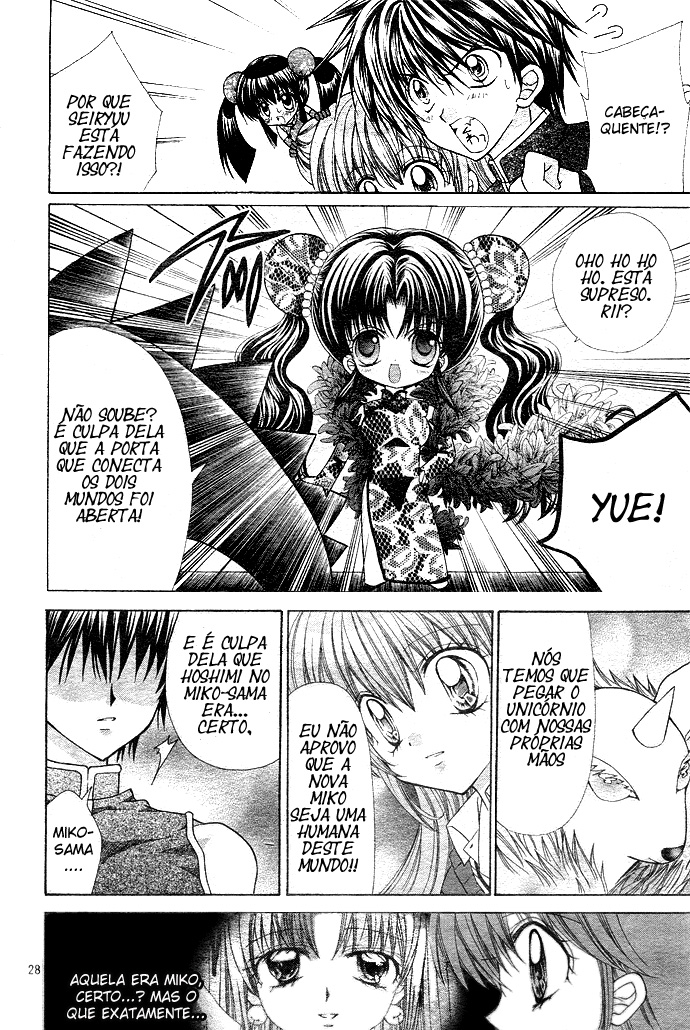 CABEÇA-
QUENTE!?
POR QUE
SEIRYUU
ESTÁ
FAZENDO
ISSO?!
OHO HO HO
HO. ESTÁ
SUPRESO.
RII?
YUE!
NÃO SOUBE?
É CULPA DELA
QUE A PORTA
QUE CONECTA
OS DOIS
MUNDOS FOI
ABERTA!
NÓS
TEMOS QUE
PEGAR O
UNICÓRNIO
COM NOSSAS
PRÓPRIAS
MÃOS
EU NÃO
APROVO
QUE A
NOVA
MIKO
SEJA UMA
HUMANA
DESTE
MUNDO!!
E É CULPA
DELA QUE
HOSHIMI NO
MIKO-SAMA
ERA...
CERTO.
MIKO-
SAMA
....
AQUELA ERA MIKO,
CERTO...? MAS O
QUE EXATAMENTE...
28